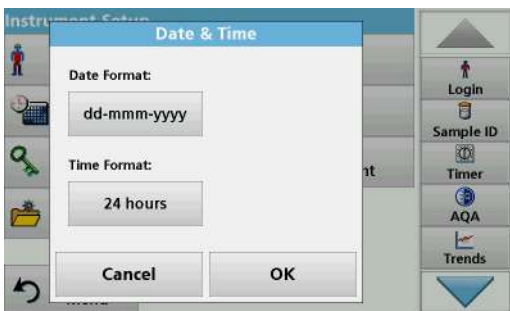 Date & Time
Date Format:
dd-mmm-yyyy
Time Format:
24 hours
Cancel
OK
Login
Sample ID
Timer
AQA
Trends